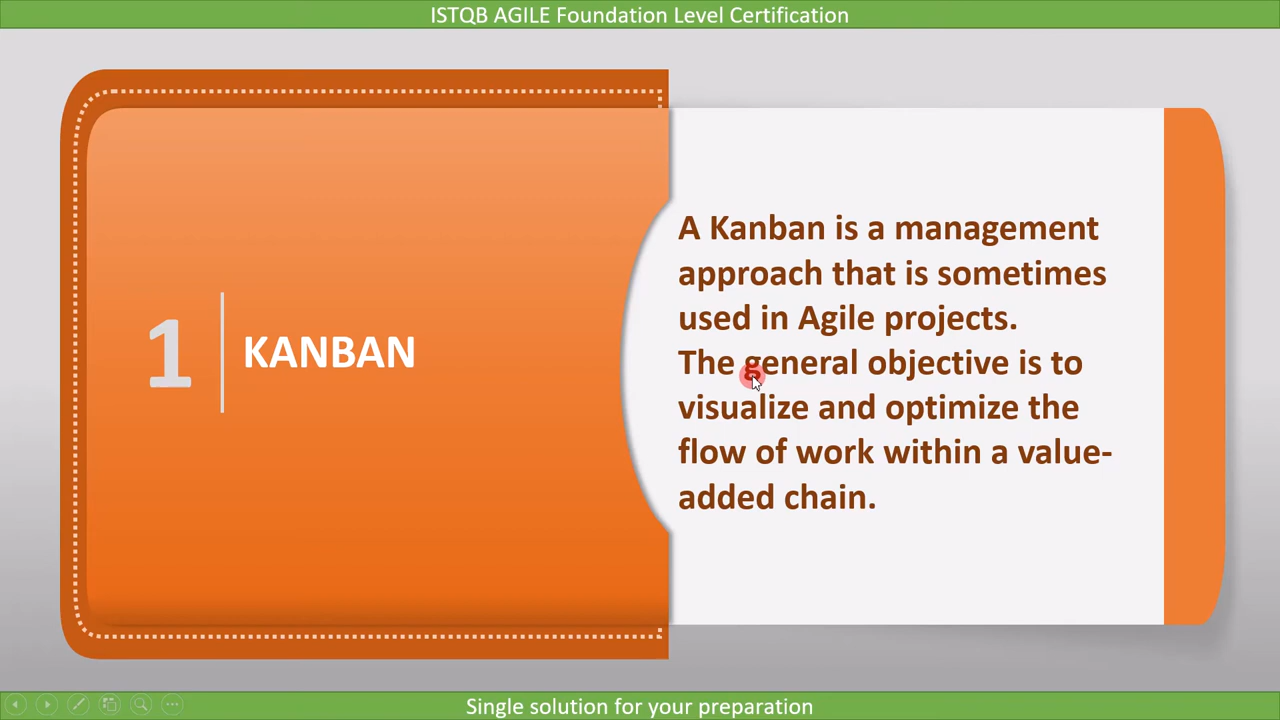 ISTQB AGILE Foundation Level Certification
1
KANBAN
A Kanban is a management
approach that is sometimes
used in Agile projects.
The general objective is to
visualize and optimize the
flow of work within a value-
added chain.
Single solution for your preparation